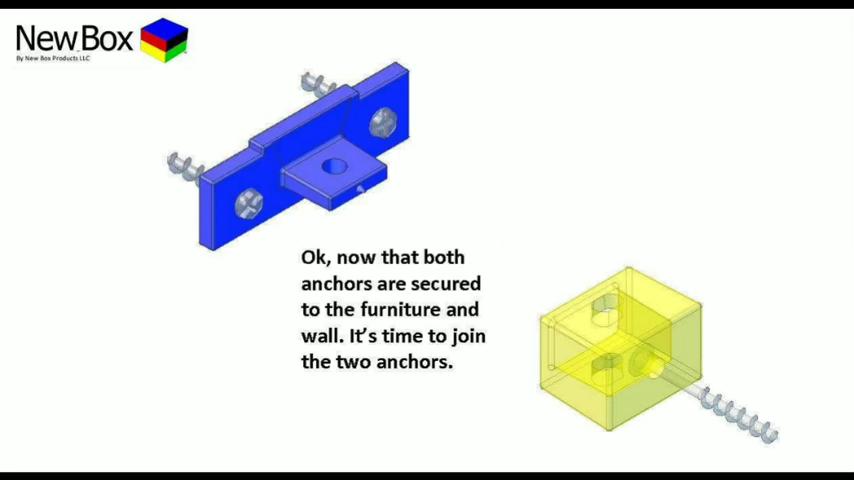 New Box
By New Box Products LLC
Ok, now that both
anchors are secured
to the furniture and
wall. It's time to join
the two anchors.